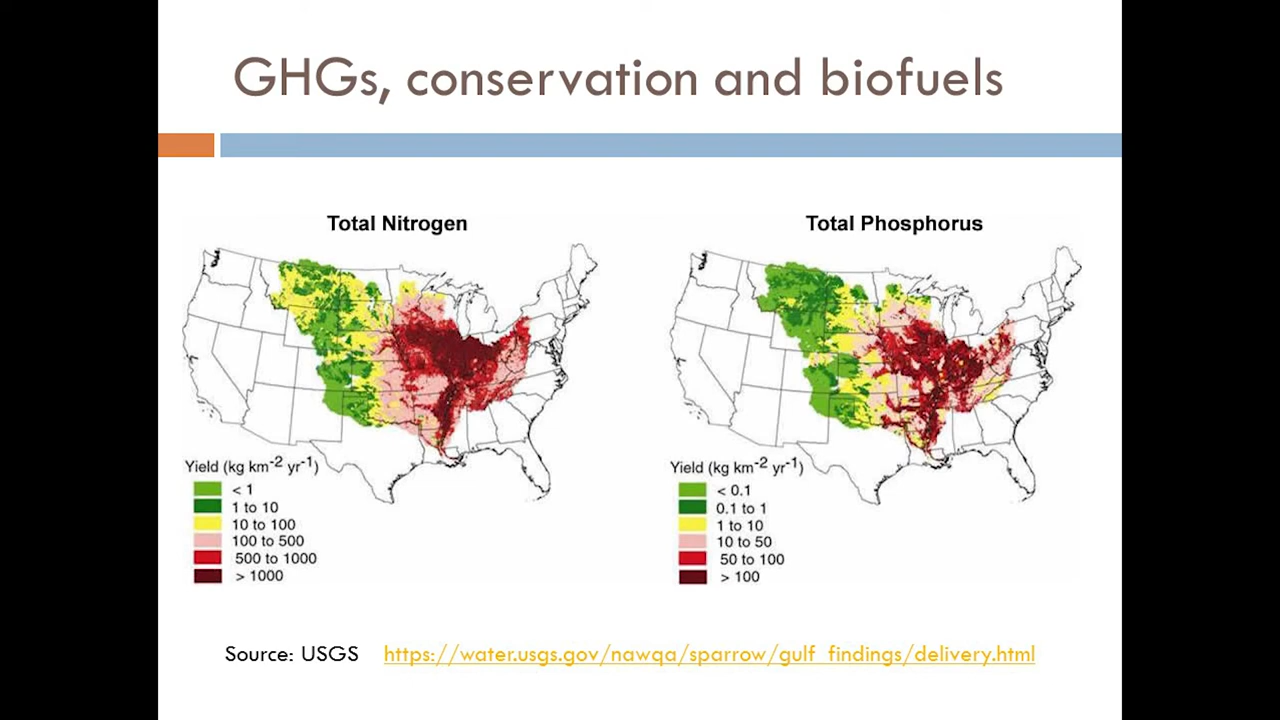 GHGs, conservation and biofuels
Total Nitrogen
Total Phosphorus
Yield (kg km-2 yr-1)
< 1
1 to 10
10 to 100
100 to 500
500 to 1000
> 1000
Yield (kg km-2 yr-1)
< 0.1
0.1 to 1
1 to 10
10 to 50
50 to 100
> 100
Source: USGS https://water.usgs.gov/nawqa/sparrow/gulf_findings/delivery.html